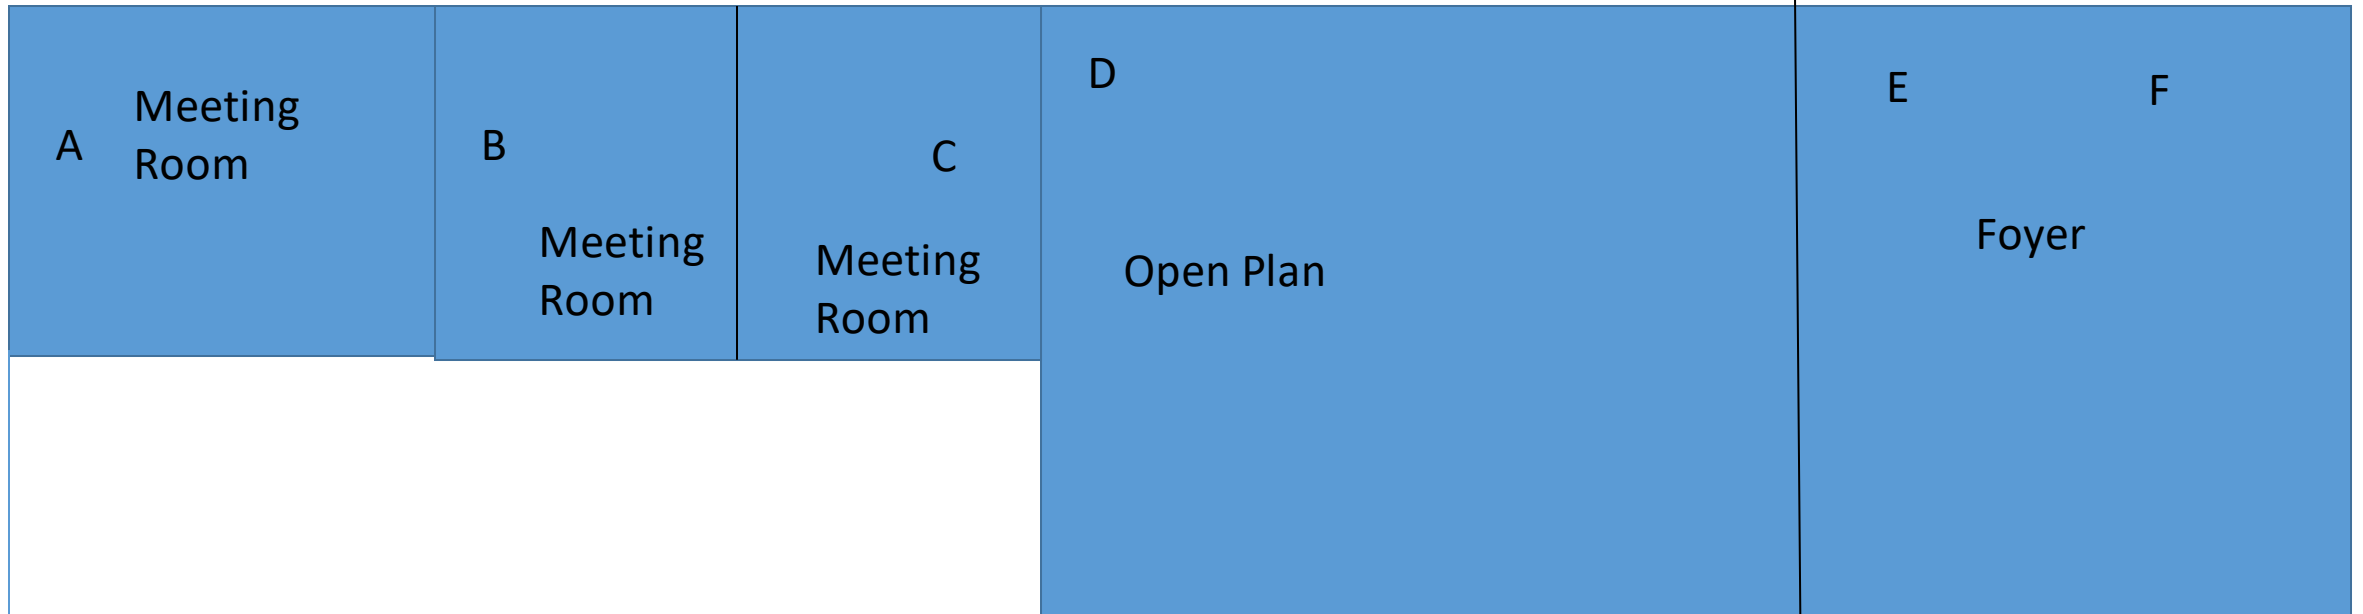 A
Meeting
Room
B
Meeting
Room
C
Meeting
Room
D
Open Plan
E
F
Foyer